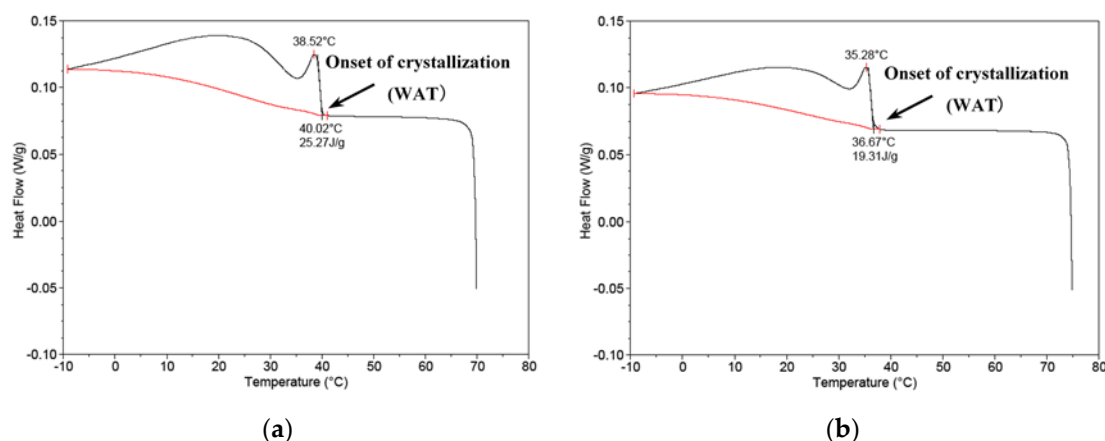 0.15
0.10
0.05
0.00
-0.05
-0.10
Heat Flow (W/g)
38.52°C
Onset of crystallization
(WAT)
40.02°C
25.27J/g
-10 0 10 20 30 40 50 60 70 80
Temperature (°C)
(a)
0.15
0.10
0.05
0.00
-0.05
-0.10
Heat Flow (W/g)
35.28°C
Onset of crystallization
(WAT)
36.67°C
19.31J/g
-10 0 10 20 30 40 50 60 70 80
Temperature (°C)
(b)